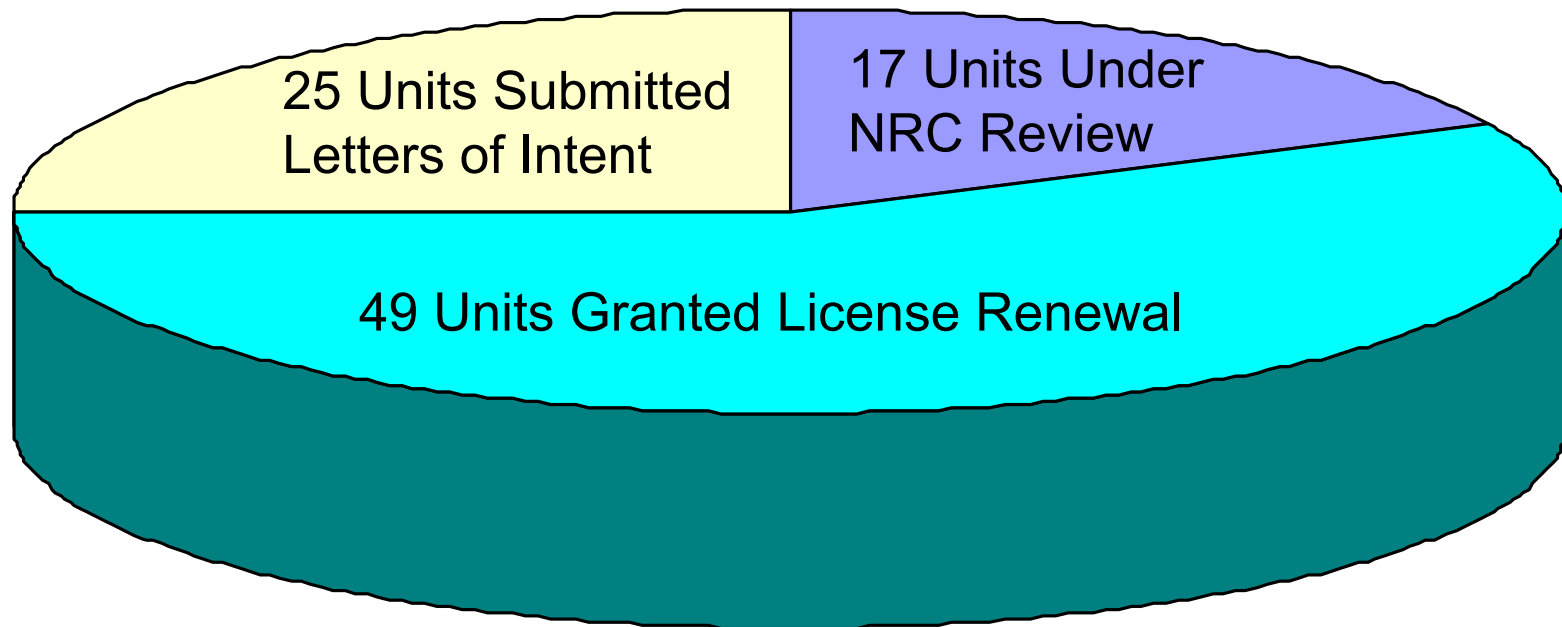 25 Units Submitted
Letters of Intent
17 Units Under
NRC Review
49 Units Granted License Renewal